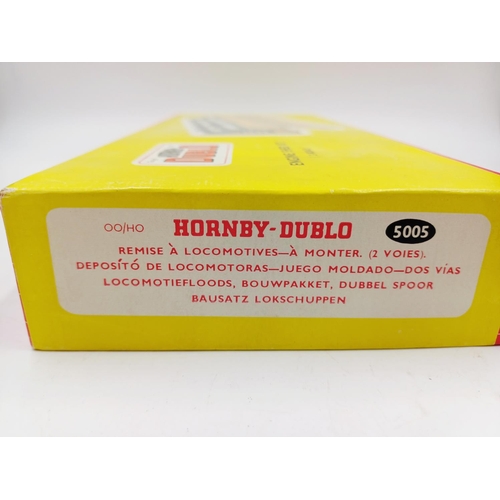 OO/HO HORNBY-DUBLO 5005
REMISE À LOCOMOTIVES—À MONTER. (2 VOIES).
DEPOSÍTÓ DE LOCOMOTORAS—JUEGO MOLDADO—DOS VÍAS
LOCOMOTIEFLOODS, BOUWPAKKET, DUBBEL SPOOR
BAUSATZ LOKSCHUPPEN